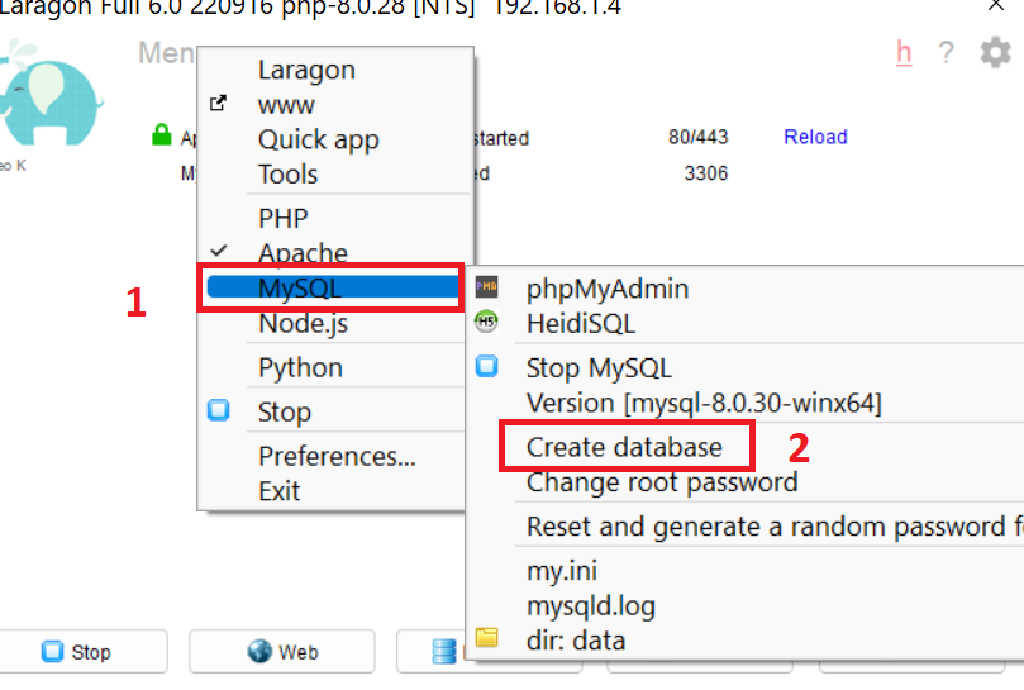 Laragon Full 6.0 220916 php-8.0.28 [NTS] 192.168.1.4
Men
h ?
Laragon
www
Quick app
started 80/443 Reload
Tools
3306
PHP
Apache
1 MySQL
phpMyAdmin
Node.js
HeidiSQL
Python
Stop MySQL
Version [mysql-8.0.30-winx64]
Stop
Create database 2
Preferences...
Change root password
Exit
Reset and generate a random password
my.ini
mysqld.log
dir: data
Stop Web